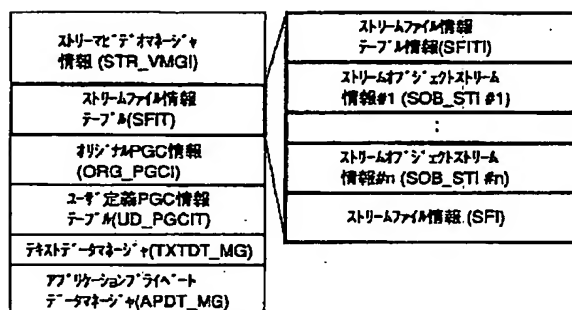 ストリーマビデオマネージャ
情報 (STR_VMGI)
ストリームファイル情報
テーブル(SFIT)
オリジナルPGC情報
(ORG_PGCI)
ユーザ定義PGC情報
テーブル(UD_PGCIT)
テキストデータマネージャ(TXTDT_MG)
アプリケーションプライベート
データマネージャ(APDT_MG)
ストリームファイル情報
テーブル情報(SFITI)
ストリームオブジェクトストリーム
情報#1 (SOB_STI #1)
:
ストリームオブジェクトストリーム
情報#n (SOB_STI #n)
ストリームファイル情報 (SFI)